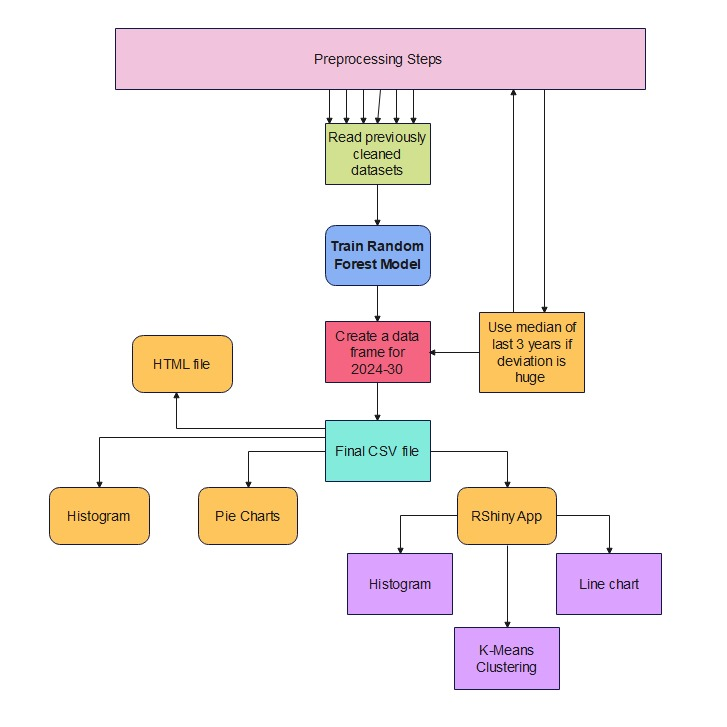 Preprocessing Steps
Read previously
cleaned
datasets
Train Random
Forest Model
Create a data
frame for
2024-30
Use median of
last 3 years if
deviation is
huge
HTML file
Final CSV file
Histogram
Pie Charts
RShiny App
Histogram
Line chart
K-Means
Clustering